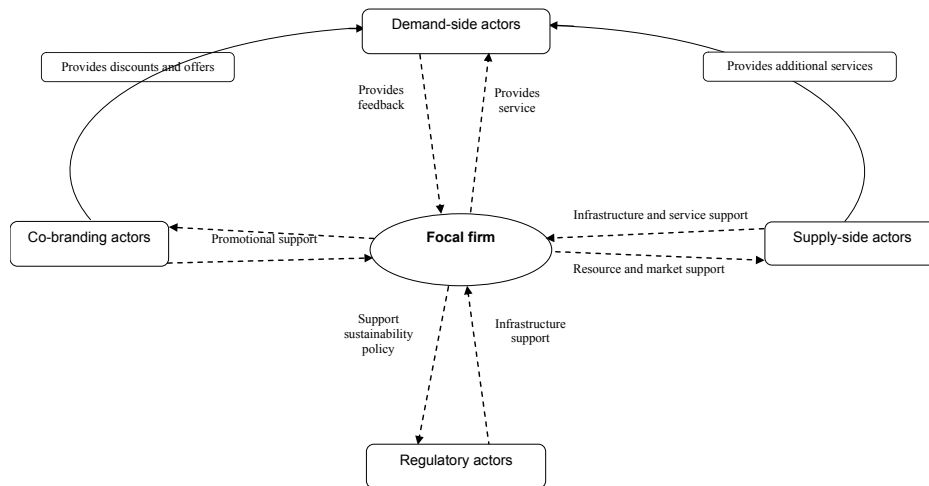 Demand-side actors
Provides discounts and offers
Provides additional services
Provides
feedback
Provides
service
Co-branding actors
Promotional support
Focal firm
Infrastructure and service support
Supply-side actors
Resource and market support
Support
sustainability
policy
Infrastructure
support
Regulatory actors